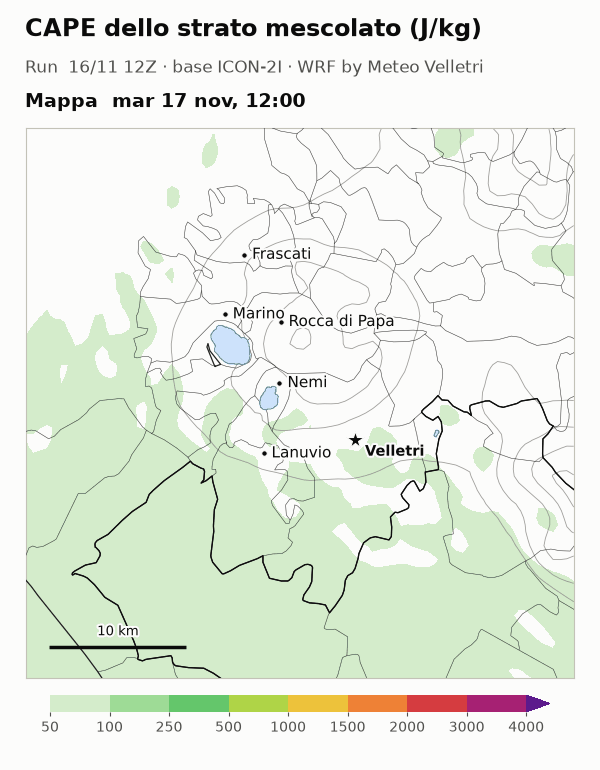 CAPE dello strato mescolato (J/kg)
Run 16/11 12Z · base ICON-2I · WRF by Meteo Velletri
Mappa mar 17 nov, 12:00
Frascati
Marino
Rocca di Papa
Nemi
Velletri
Lanuvio
10 km
50 100 250 500 1000 1500 2000 3000 4000